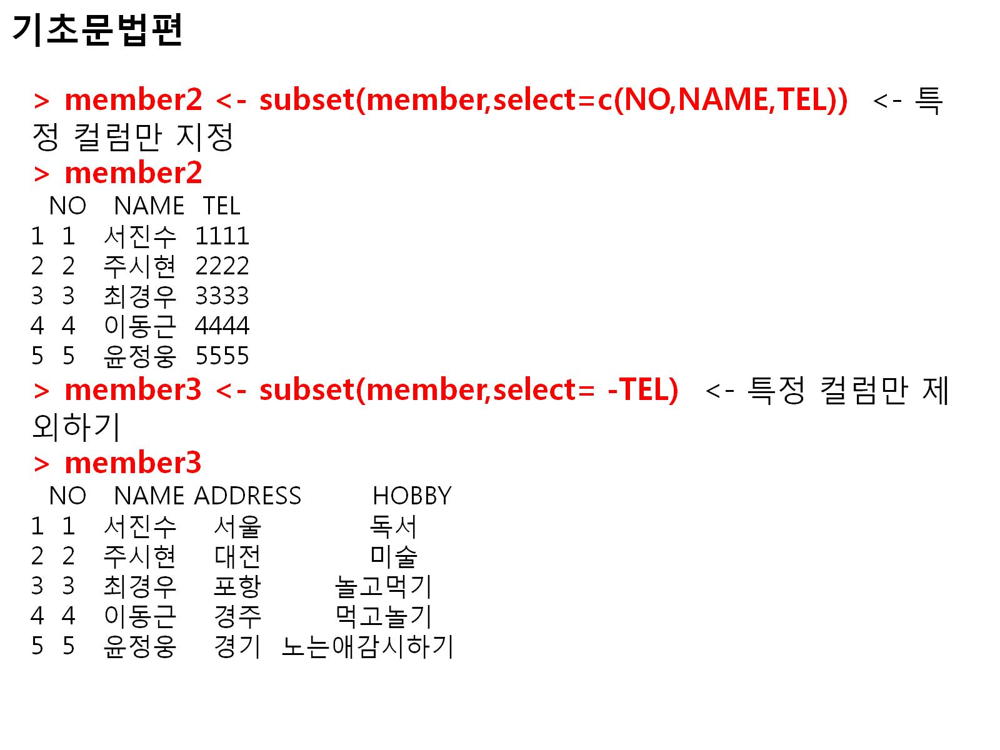 기초문법편
> member2 <- subset(member,select=c(NO,NAME,TEL)) <- 특
정 컬럼만 지정
> member2
NO NAME TEL
1 1 서진수 1111
2 2 주시현 2222
3 3 최경우 3333
4 4 이동근 4444
5 5 윤정웅 5555
> member3 <- subset(member,select= -TEL) <- 특정 컬럼만 제
외하기
> member3
NO NAME ADDRESS HOBBY
1 1 서진수 서울 독서
2 2 주시현 대전 미술
3 3 최경우 포항 놀고먹기
4 4 이동근 경주 먹고놀기
5 5 윤정웅 경기 노는애감시하기